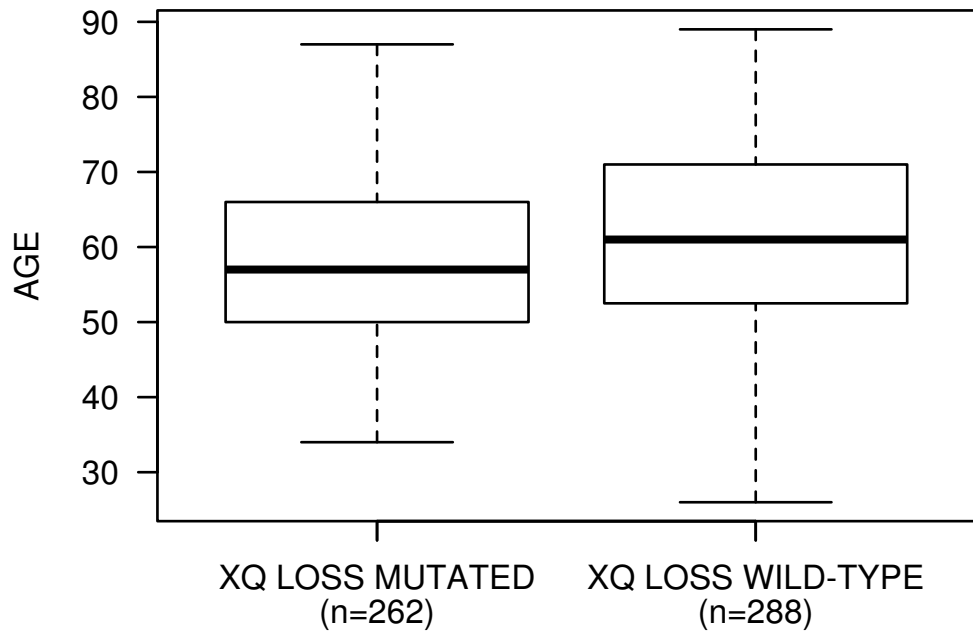 90
80
70
60
50
40
30
AGE
XQ LOSS MUTATED
(n=262)
XQ LOSS WILD-TYPE
(n=288)